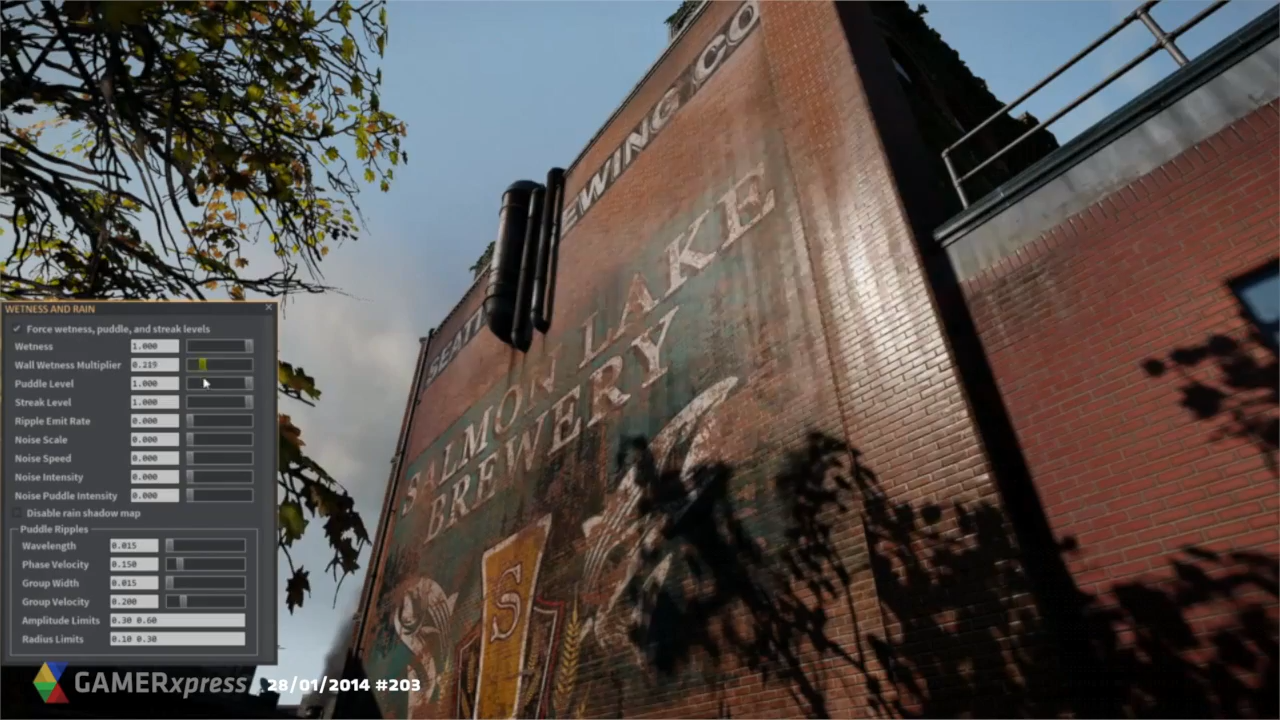 EWING CO
SEATT
SALMON LAKE
BREWERY
S
WETNESS AND RAIN
Force wetness, puddle, and streak levels
Wetness 1.000
Wall Wetness Multiplier 0.219
Puddle Level 1.000
Streak Level 1.000
Ripple Emit Rate 0.000
Noise Scale 0.000
Noise Speed 0.000
Noise Intensity 0.000
Noise Puddle Intensity 0.000
Disable rain shadow map
Puddle Ripples
Wavelength 0.015
Phase Velocity 0.150
Group Width 0.015
Group Velocity 0.200
Amplitude Limits 0.30 0.60
Radius Limits 0.10 0.30
GAMERxpress 28/01/2014 #203